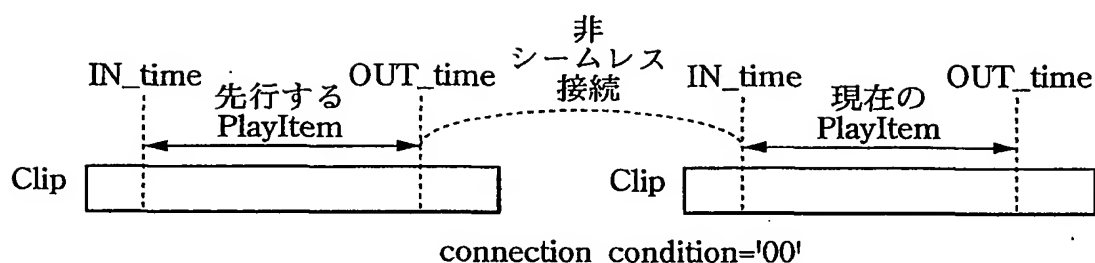 非
シームレス
接続
IN_time
OUT_time
IN_time
OUT_time
先行する
PlayItem
現在の
PlayItem
Clip
Clip
connection condition='00'